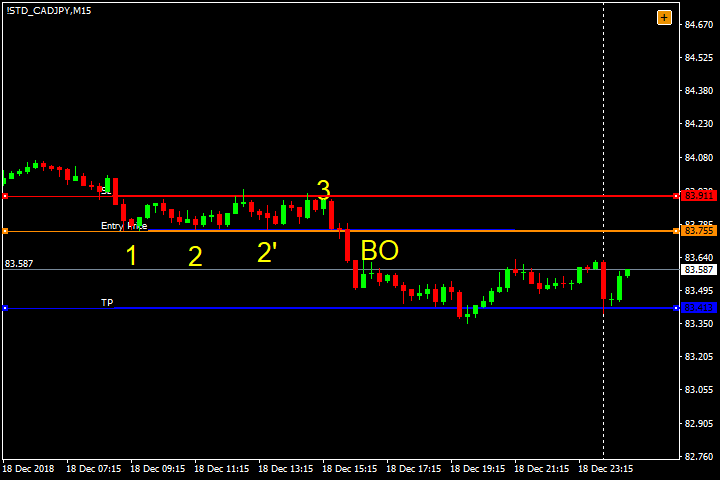 !STD_CADJPY,M15
+
84.670
84.525
84.380
84.230
84.080
SL
3
83.911
Entry Price
83.785
83.755
1
2
2'
BO
83.640
83.587
83.587
83.495
TP
83.350
83.205
83.055
82.905
82.760
18 Dec 2018
18 Dec 07:15
18 Dec 09:15
18 Dec 11:15
18 Dec 13:15
18 Dec 15:15
18 Dec 17:15
18 Dec 19:15
18 Dec 21:15
18 Dec 23:15